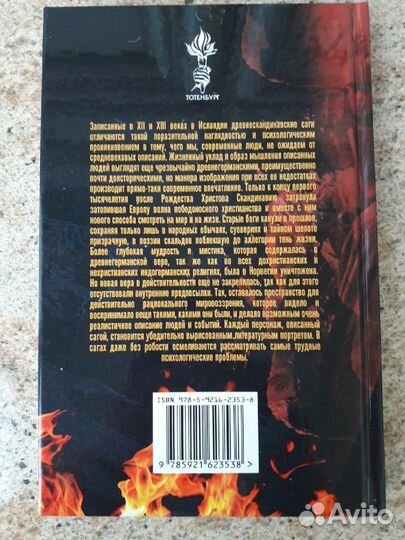 ТОТЕНБУРГ
Записанные в XII и XIII веках в Исландии древнескандинавские саги
отличаются такой поразительной наглядностью и психологическим
проникновением в тему, чего мы, современные люди, не ожидаем от
средневековых описаний. Жизненный уклад и образ мышления описанных
людей выглядят еще чрезвычайно древнегерманскими, преимущественно
почти доисторическими, но манера изображения при всех ее недостатках
производит прямо-таки современное впечатление. Только к концу первого
тысячелетия после Рождества Христова Скандинавию затронула
затопившая Европу волна победоносного христианства и вместе с ним
нового способа смотреть на мир и на жизнь. Старые боги канули в прошлое,
сохраняя только лишь в народных обычаях, суевериях и тайном шепоте
призрачную, в поэзии скальдов поблекшую до аллегории тень жизни.
Более глубокая мудрость и мистика, которая содержалась в
древнегерманской вере, так же как во всех дохристианских и
нехристианских индогерманских религиях, была в Норвегии уничтожена.
Но новая вера в действительности еще не закрепилась, так как для этого
отсутствовали внутренние предпосылки. Так, оставалось пространство для
действительно рационального мировоззрения, которое видело и
воспринимало вещи такими, какими они были, и делало возможным очень
реалистичное описание людей и событий. Каждый персонаж, описанный
сагой, становится убедительно вырисованным литературным портретом. В
сагах даже без робости осмеливаются рассматривать самые трудные
психологические проблемы.
ISBN 978-5-9216-2353-8
9 785921 623538 >
Avito